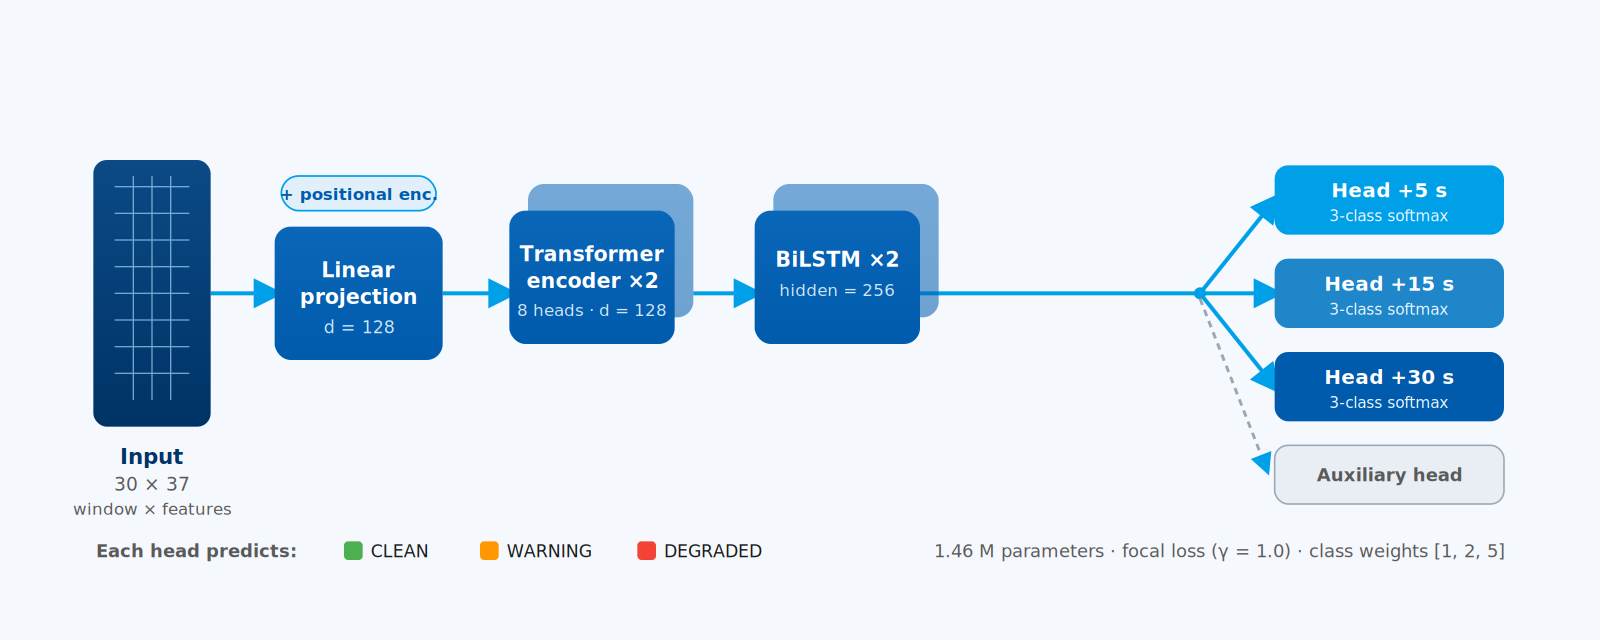 + positional enc.
Linear
projection
d = 128
Transformer
encoder ×2
8 heads · d = 128
BiLSTM ×2
hidden = 256
Head +5 s
3-class softmax
Head +15 s
3-class softmax
Head +30 s
3-class softmax
Auxiliary head
Input
30 × 37
window × features
Each head predicts:
CLEAN
WARNING
DEGRADED
1.46 M parameters · focal loss (γ = 1.0) · class weights [1, 2, 5]